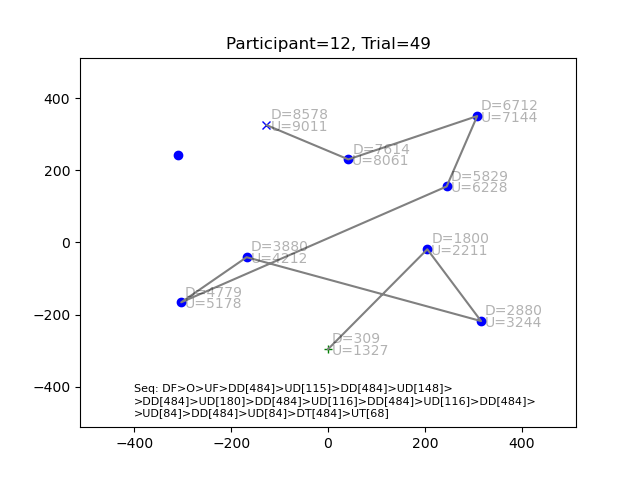 Participant=12, Trial=49
400
200
0
−200
−400
−400
−200
0
200
400
D=8578
U=9011
D=7614
U=8061
D=6712
U=7144
D=5829
U=6228
D=1800
U=2211
D=3880
U=4212
D=4779
U=5178
D=2880
U=3244
D=309
U=1327
Seq: DF>O>UF>DD[484]>UD[115]>DD[484]>UD[148]>
>DD[484]>UD[180]>DD[484]>UD[116]>DD[484]>UD[116]>DD[484]>
>UD[84]>DD[484]>UD[84]>DT[484]>UT[68]